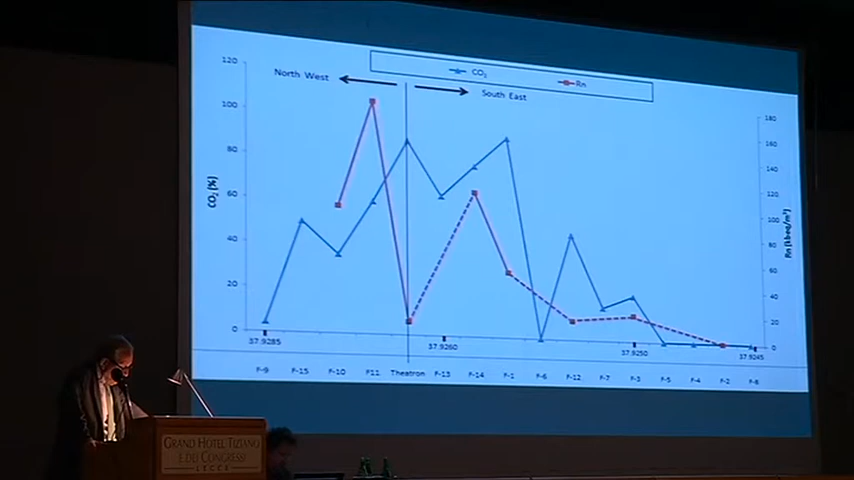 CO₂ Rn
North West South East
CO₂ (%)
120
100
80
60
40
20
0
180
160
140
120
100
80
60
40
20
0
Rn [kbeq/m³]
37.9285 37.9260 37.9250 37.9245
F-9 F-15 F-10 F11 Theatron F-13 F-14 F-1 F-6 F-12 F-7 F-3 F-5 F-4 F-2 F-8
GRAND HOTEL TIZIANO
E DEI CONGRESSI
LECCE